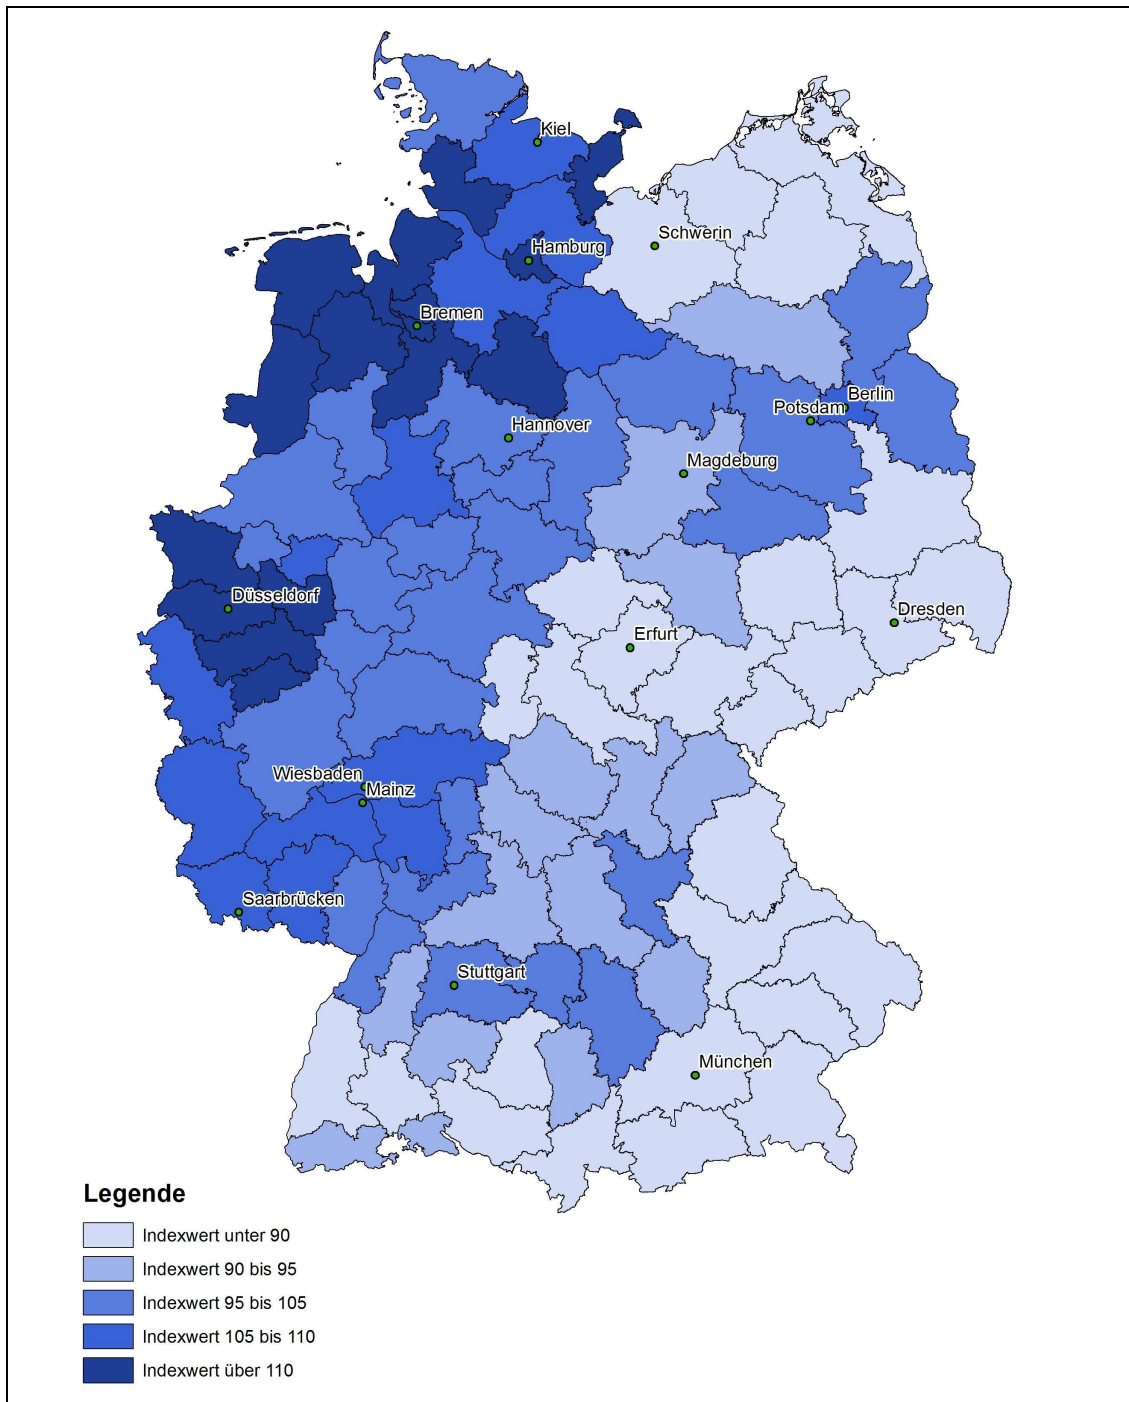 Kiel
Schwerin
Hamburg
Bremen
Berlin
Potsdam
Hannover
Magdeburg
Düsseldorf
Dresden
Erfurt
Wiesbaden
Mainz
Saarbrücken
Stuttgart
München
Legende
Indexwert unter 90
Indexwert 90 bis 95
Indexwert 95 bis 105
Indexwert 105 bis 110
Indexwert über 110